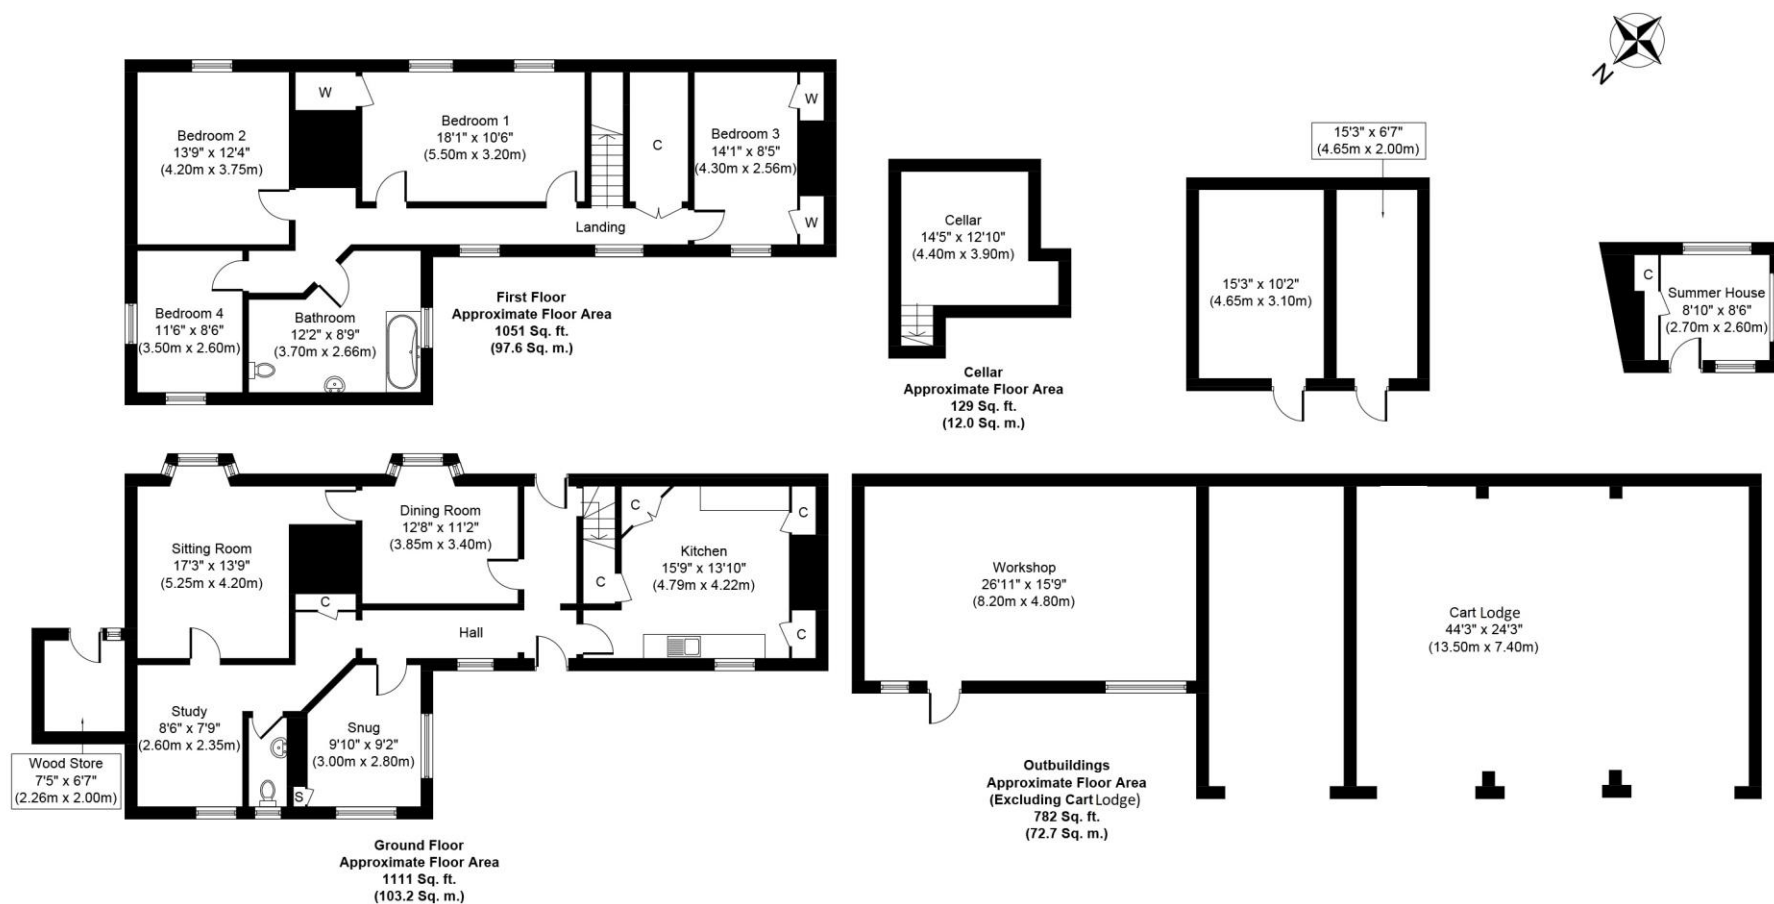 N
Bedroom 2
13'9" x 12'4"
(4.20m x 3.75m)
W
Bedroom 1
18'1" x 10'6"
(5.50m x 3.20m)
C
Bedroom 3
14'1" x 8'5"
(4.30m x 2.56m)
W
W
Landing
Bedroom 4
11'6" x 8'6"
(3.50m x 2.60m)
Bathroom
12'2" x 8'9"
(3.70m x 2.66m)
First Floor
Approximate Floor Area
1051 Sq. ft.
(97.6 Sq. m.)
Cellar
14'5" x 12'10"
(4.40m x 3.90m)
Cellar
Approximate Floor Area
129 Sq. ft.
(12.0 Sq. m.)
15'3" x 6'7"
(4.65m x 2.00m)
15'3" x 10'2"
(4.65m x 3.10m)
C
Summer House
8'10" x 8'6"
(2.70m x 2.60m)
Sitting Room
17'3" x 13'9"
(5.25m x 4.20m)
Dining Room
12'8" x 11'2"
(3.85m x 3.40m)
C
C
C
Kitchen
15'9" x 13'10"
(4.79m x 4.22m)
C
C
Hall
Study
8'6" x 7'9"
(2.60m x 2.35m)
Snug
9'10" x 9'2"
(3.00m x 2.80m)
S
Wood Store
7'5" x 6'7"
(2.26m x 2.00m)
Ground Floor
Approximate Floor Area
1111 Sq. ft.
(103.2 Sq. m.)
Workshop
26'11" x 15'9"
(8.20m x 4.80m)
Cart Lodge
44'3" x 24'3"
(13.50m x 7.40m)
Outbuildings
Approximate Floor Area
(Excluding Cart Lodge)
782 Sq. ft.
(72.7 Sq. m.)